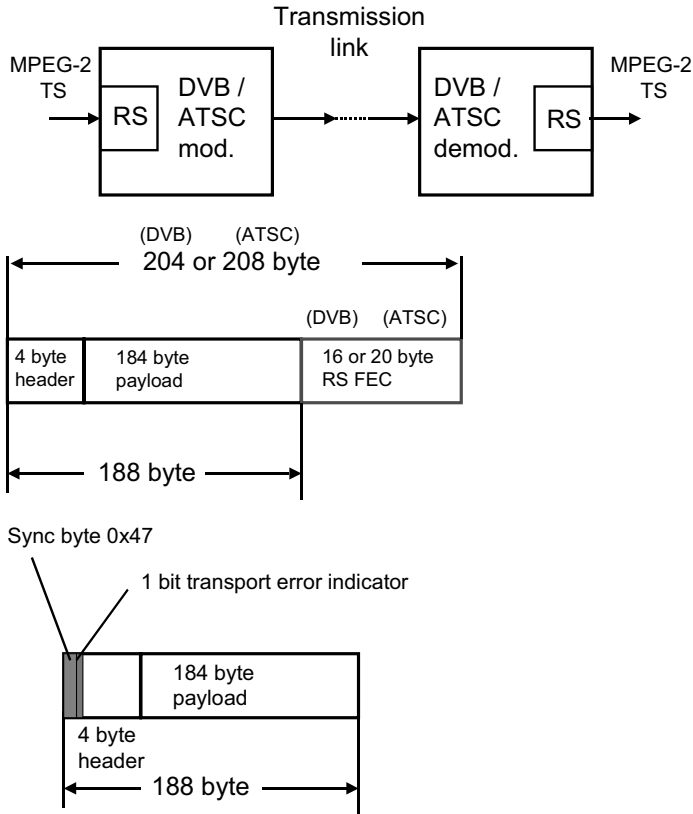 Transmission
link
MPEG-2
TS
RS
DVB /
ATSC
mod.
DVB /
ATSC
demod.
RS
MPEG-2
TS
(DVB) (ATSC)
204 or 208 byte
(DVB) (ATSC)
4 byte
header
184 byte
payload
16 or 20 byte
RS FEC
188 byte
Sync byte 0x47
1 bit transport error indicator
184 byte
payload
4 byte
header
188 byte